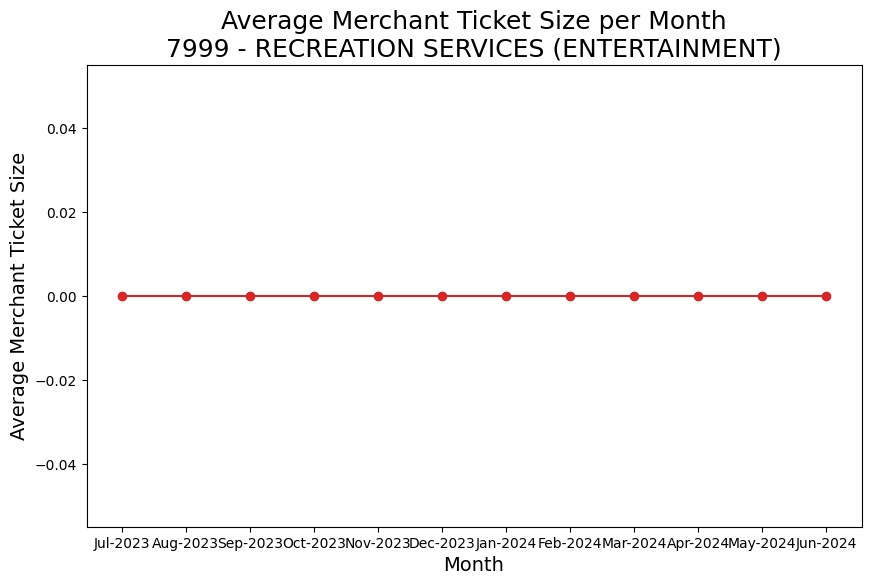 Average Merchant Ticket Size per Month
7999 - RECREATION SERVICES (ENTERTAINMENT)
Average Merchant Ticket Size
0.04
0.02
0.00
−0.02
−0.04
Jul-2023 Aug-2023 Sep-2023 Oct-2023 Nov-2023 Dec-2023 Jan-2024 Feb-2024 Mar-2024 Apr-2024 May-2024 Jun-2024
Month